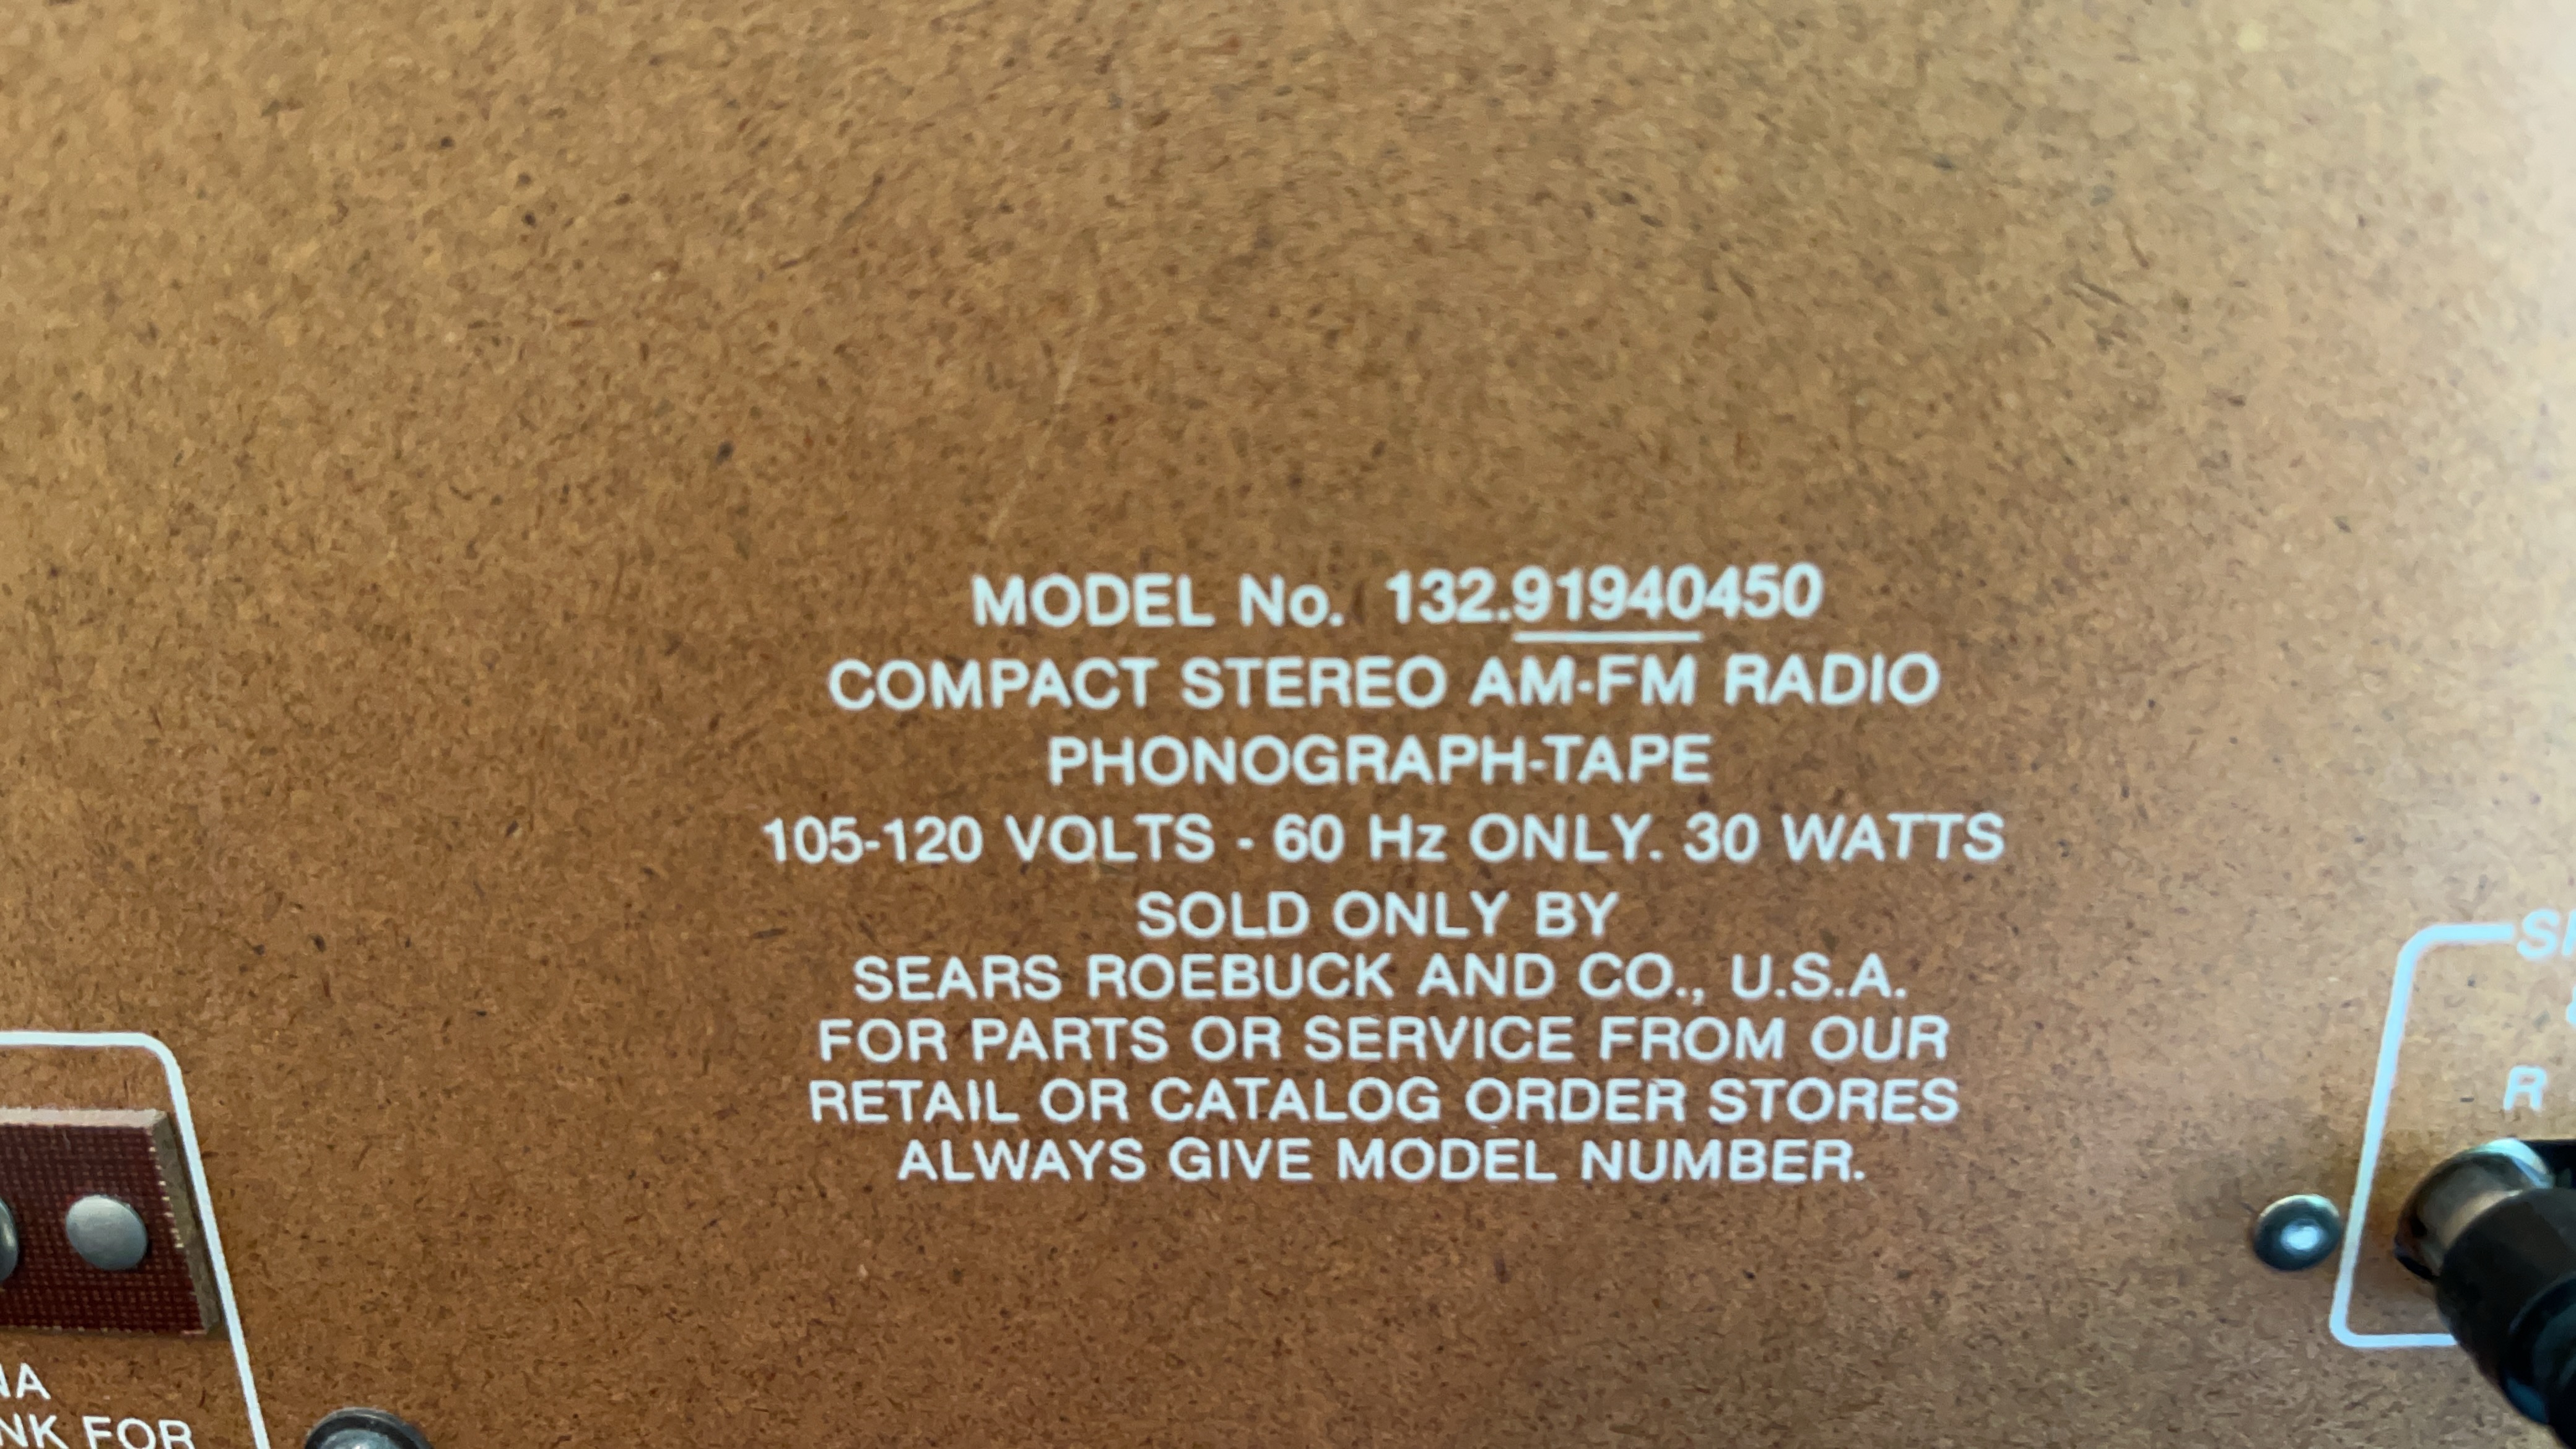 MODEL No. 132.91940450
COMPACT STEREO AM-FM RADIO
PHONOGRAPH-TAPE
105-120 VOLTS - 60 Hz ONLY. 30 WATTS
SOLD ONLY BY
SEARS ROEBUCK AND CO., U.S.A.
FOR PARTS OR SERVICE FROM OUR
RETAIL OR CATALOG ORDER STORES
ALWAYS GIVE MODEL NUMBER.
R
FOR